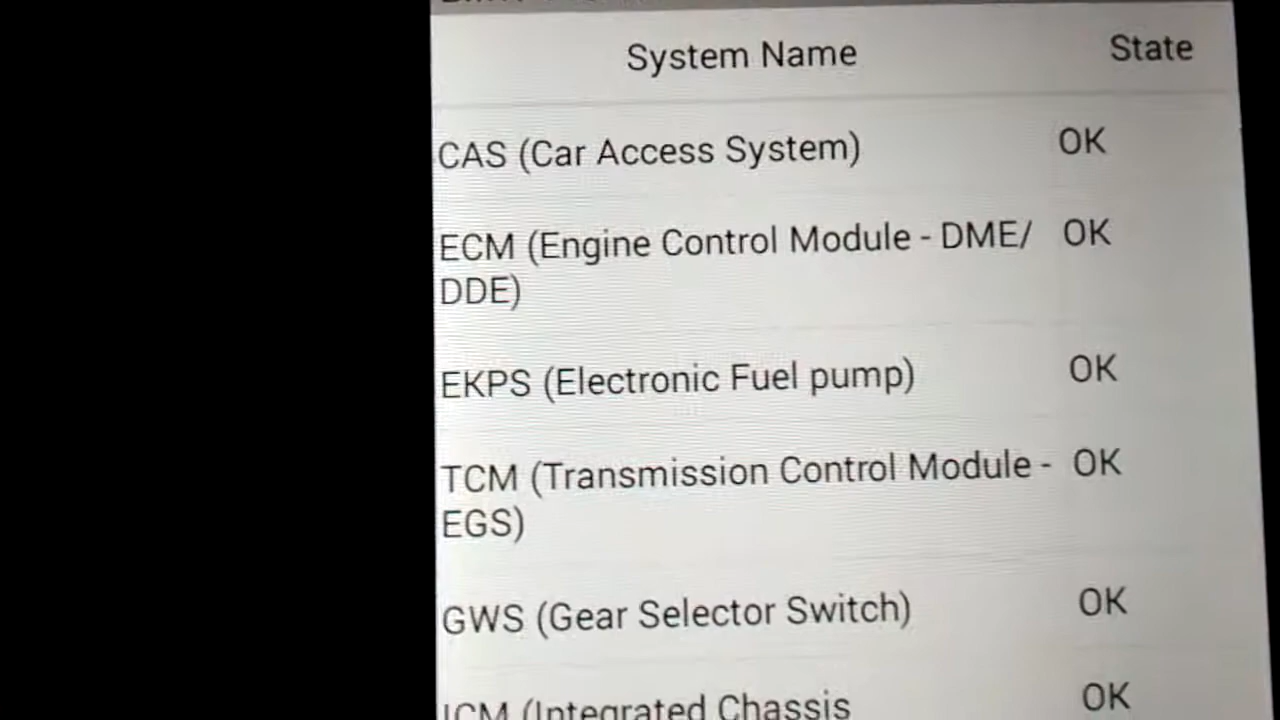 System Name State
CAS (Car Access System) OK
ECM (Engine Control Module - DME/ OK
DDE)
EKPS (Electronic Fuel pump) OK
TCM (Transmission Control Module - OK
EGS)
GWS (Gear Selector Switch) OK
ICM (Integrated Chassis OK